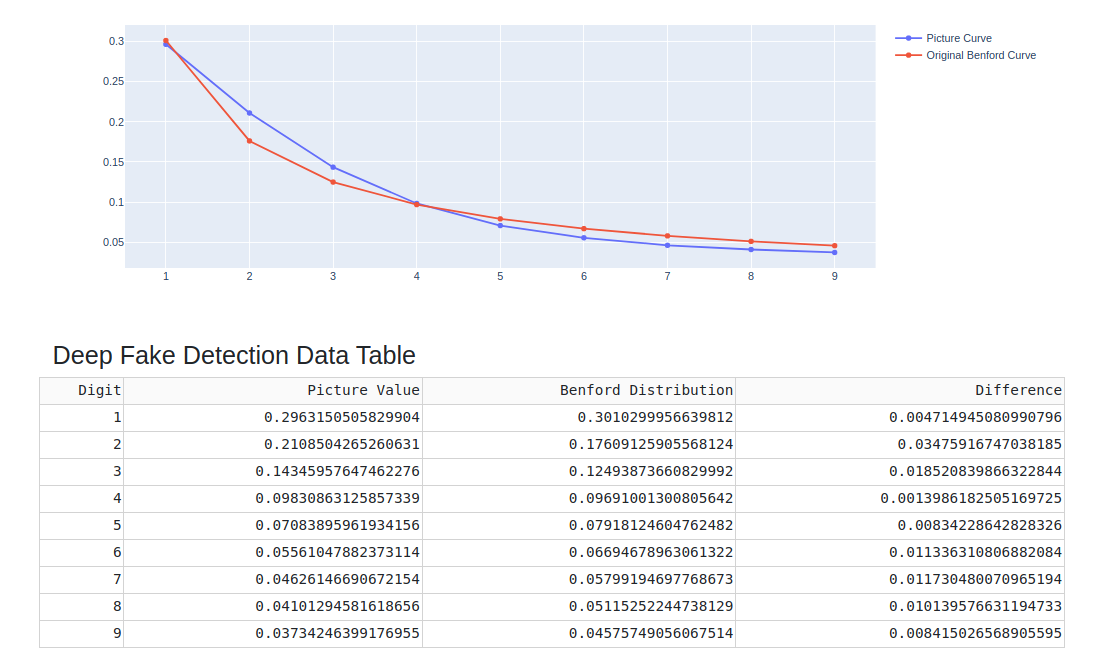 0.3
0.25
0.2
0.15
0.1
0.05
1 2 3 4 5 6 7 8 9
Picture Curve
Original Benford Curve
Deep Fake Detection Data Table
Digit Picture Value Benford Distribution Difference
1 0.2963150505829904 0.3010299956639812 0.004714945080990796
2 0.2108504265260631 0.17609125905568124 0.03475916747038185
3 0.14345957647462276 0.12493873660829992 0.018520839866322844
4 0.09830863125857339 0.09691001300805642 0.0013986182505169725
5 0.07083895961934156 0.07918124604762482 0.00834228642828326
6 0.05561047882373114 0.06694678963061322 0.011336310806882084
7 0.04626146690672154 0.05799194697768673 0.011730480070965194
8 0.04101294581618656 0.05115252244738129 0.010139576631194733
9 0.03734246399176955 0.04575749056067514 0.008415026568905595